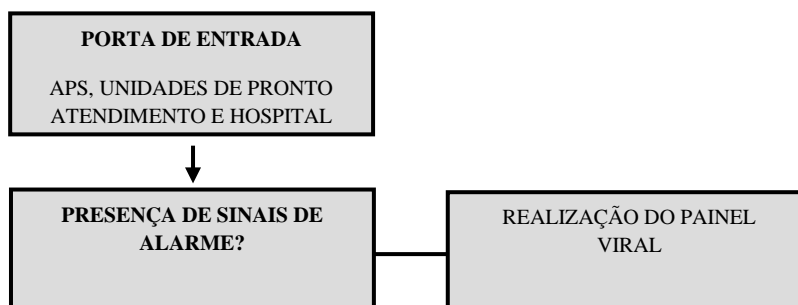 PORTA DE ENTRADA
APS, UNIDADES DE PRONTO
ATENDIMENTO E HOSPITAL
PRESENÇA DE SINAIS DE
ALARME?
REALIZAÇÃO DO PAINEL
VIRAL